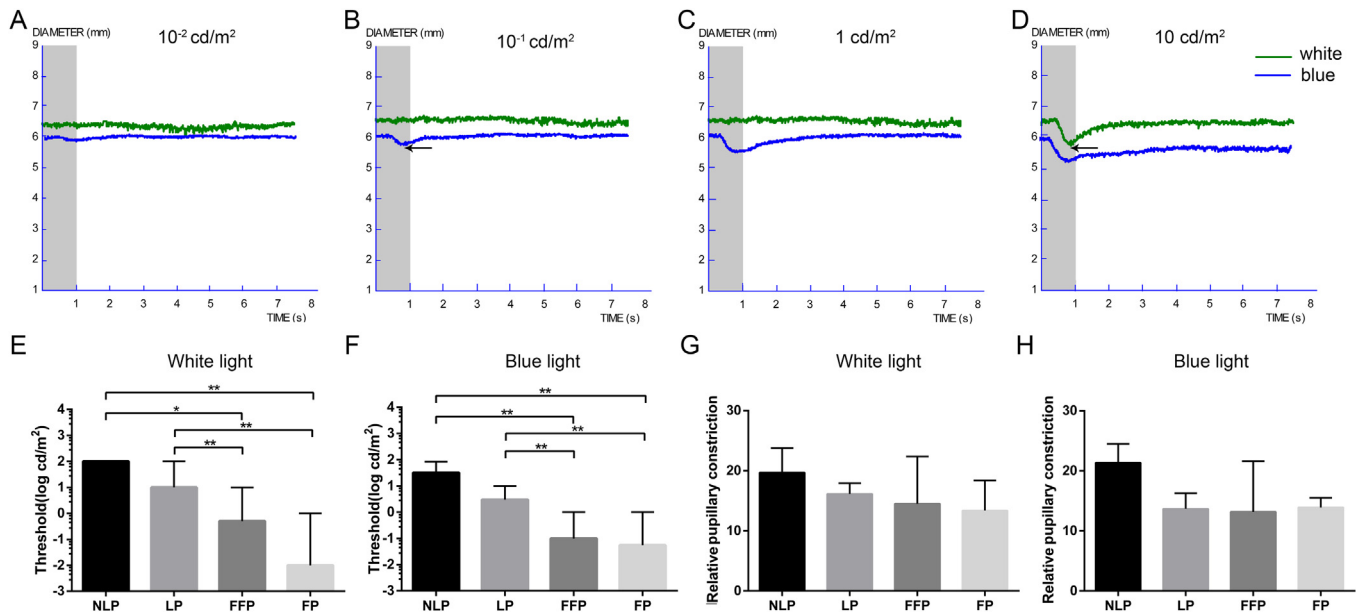 A
DIAMETER (mm)
10⁻² cd/m²
9
8
7
6
5
4
3
2
1
1 2 3 4 5 6 7 8
TIME (s)
B
DIAMETER (mm)
10⁻¹ cd/m²
9
8
7
6
5
4
3
2
1
1 2 3 4 5 6 7 8
TIME (s)
C
DIAMETER (mm)
1 cd/m²
9
8
7
6
5
4
3
2
1
1 2 3 4 5 6 7 8
TIME (s)
D
DIAMETER (mm)
10 cd/m²
white
blue
9
8
7
6
5
4
3
2
1
1 2 3 4 5 6 7 8
TIME (s)
E
White light
**
*
**
**
Threshold(log cd/m²)
4
3
2
1
0
-1
-2
-3
NLP LP FFP FP
F
Blue light
**
**
**
**
Threshold(log cd/m²)
4
3
2
1
0
-1
-2
-3
NLP LP FFP FP
G
White light
Relative pupillary constriction
30
20
10
0
NLP LP FFP FP
H
Blue light
Relative pupillary constriction
30
20
10
0
NLP LP FFP FP